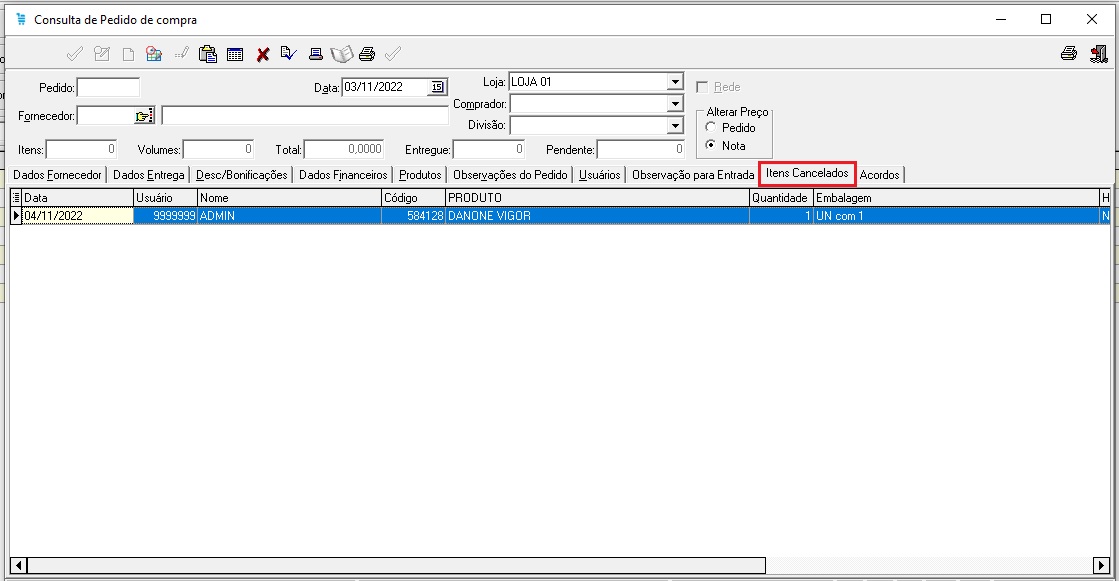 Consulta de Pedido de compra
Pedido: Data: 03/11/2022 15 Loja: LOJA 01 Rede
Fornecedor: Comprador: Alterar Preço
Divisão: Pedido
Itens: 0 Volumes: 0 Total: 0,0000 Entregue: 0 Pendente: 0 Nota
Dados Fornecedor Dados Entrega Desc/Bonificações Dados Financeiros Produtos Observações do Pedido Usuários Observação para Entrada Itens Cancelados Acordos
Data Usuário Nome Código PRODUTO Quantidade Embalagem H
04/11/2022 9999999 ADMIN 584128 DANONE VIGOR 1 UN com 1 N